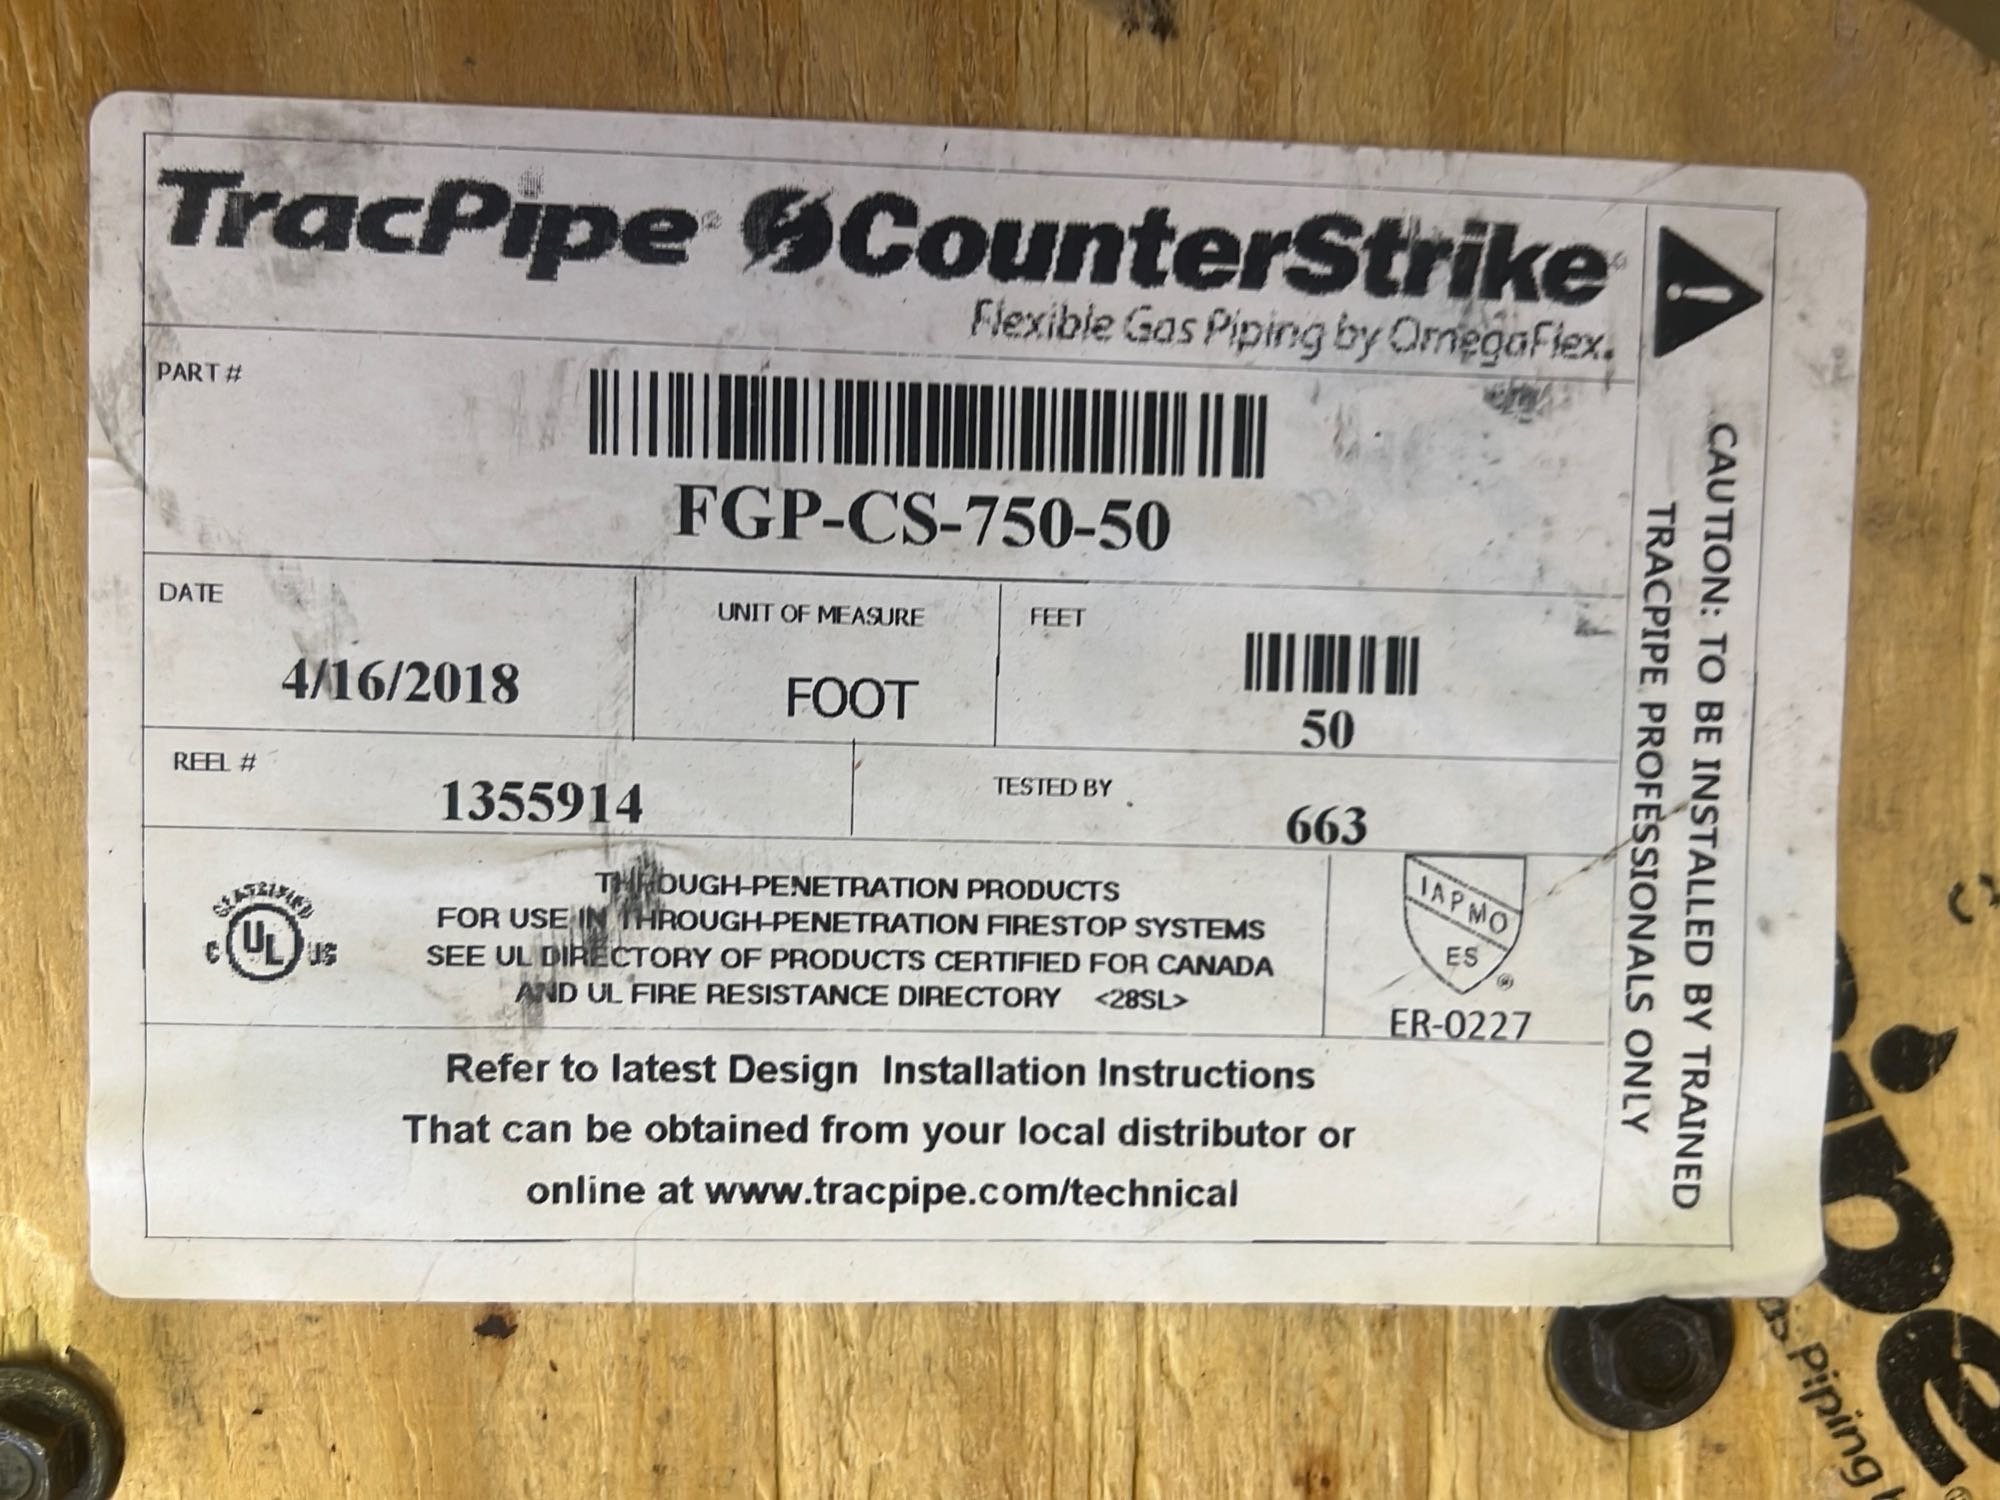 TracPipe® CounterStrike®
Flexible Gas Piping by OmegaFlex.
PART #
FGP-CS-750-50
DATE
4/16/2018
UNIT OF MEASURE
FOOT
FEET
50
REEL #
1355914
TESTED BY
663
CLASSIFIED
C UL US
THROUGH-PENETRATION PRODUCTS
FOR USE IN THROUGH-PENETRATION FIRESTOP SYSTEMS
SEE UL DIRECTORY OF PRODUCTS CERTIFIED FOR CANADA
AND UL FIRE RESISTANCE DIRECTORY <28SL>
IAPMO
ES
®
ER-0227
Refer to latest Design Installation Instructions
That can be obtained from your local distributor or
online at www.tracpipe.com/technical
CAUTION: TO BE INSTALLED BY TRAINED
TRACPIPE PROFESSIONALS ONLY
ipe
Piping